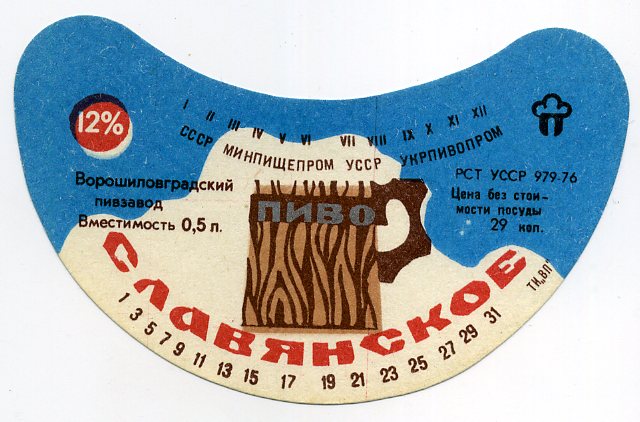 I II III IV V VI VII VIII IX X XI XII
СССР МИНПИЩЕПРОМ УССР УКРПИВОПРОМ
12%
Ворошиловградский
пивзавод
Вместимость 0,5 л.
РСТ УССР 979-76
Цена без стои-
мости посуды
29 коп.
ПИВО
СЛАВЯНСКОЕ
ТИ„ВП"
1 3 5 7 9 11 13 15 17 19 21 23 25 27 29 31